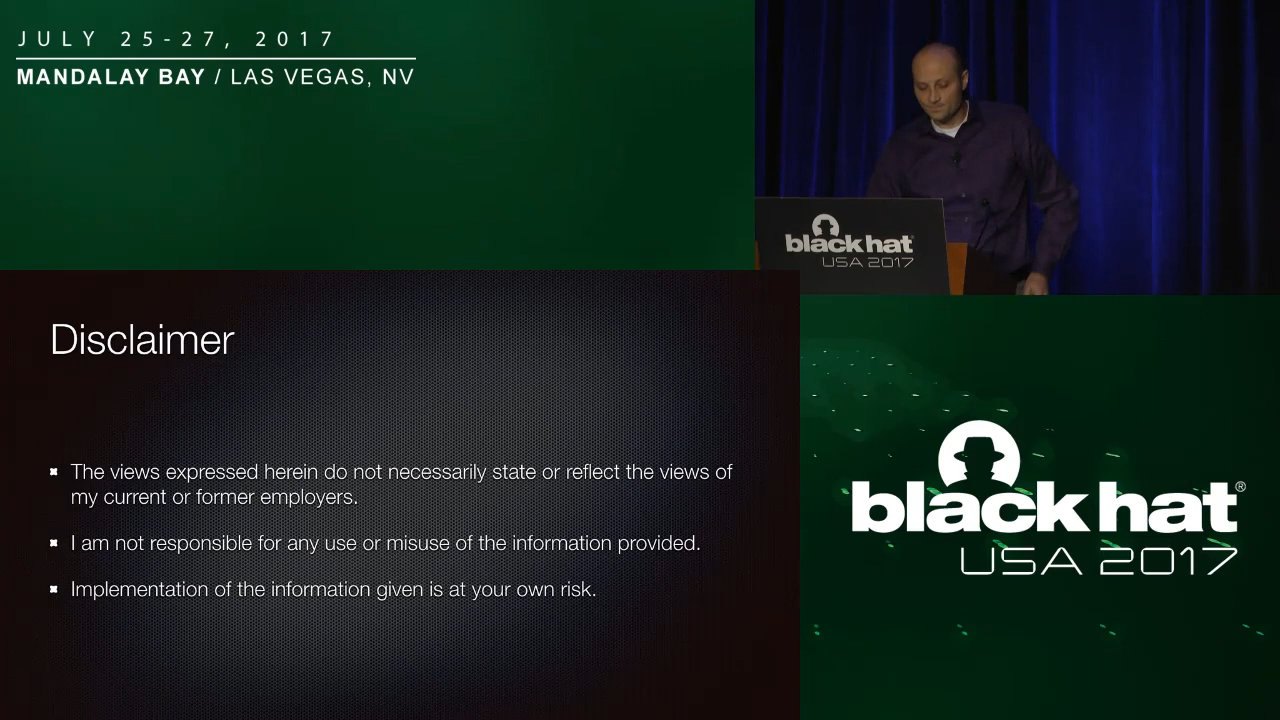 JULY 25-27, 2017
MANDALAY BAY / LAS VEGAS, NV
black hat
USA 2017
Disclaimer
The views expressed herein do not necessarily state or reflect the views of
my current or former employers.
I am not responsible for any use or misuse of the information provided.
Implementation of the information given is at your own risk.
black hat®
USA 2017